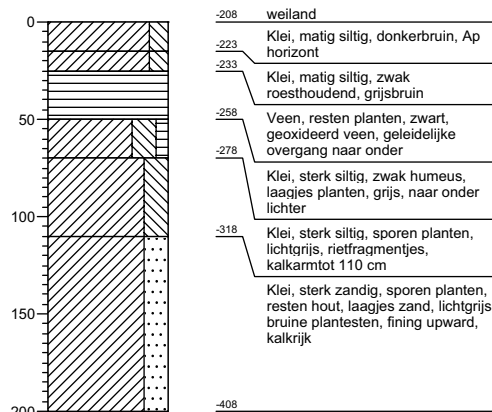 0
50
100
150
200
-208
weiland
-223
Klei, matig siltig, donkerbruin, Ap
horizont
-233
Klei, matig siltig, zwak
roesthoudend, grijsbruin
-258
Veen, resten planten, zwart,
geoxideerd veen, geleidelijke
overgang naar onder
-278
Klei, sterk siltig, zwak humeus,
laagjes planten, grijs, naar onder
lichter
-318
Klei, sterk siltig, sporen planten,
lichtgrijs, rietfragmentjes,
kalkarmtot 110 cm
Klei, sterk zandig, sporen planten,
resten hout, laagjes zand, lichtgrijs
bruine plantesten, fining upward,
kalkrijk
-408